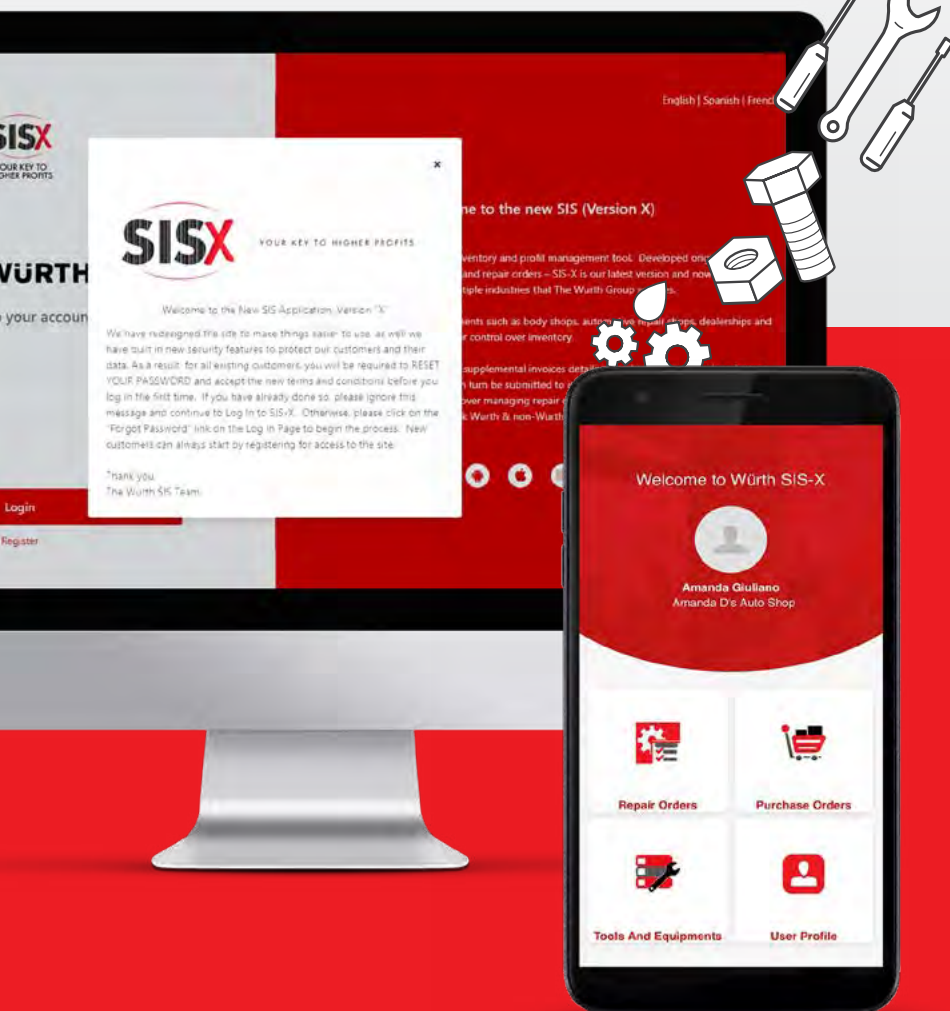 SISX
YOUR KEY TO
HIGHER PROFITS
WÜRTH
your accoun
Login
Register
English | Spanish | Frenc
ne to the new SIS (Version X)
ventory and profit management tool. Developed
and repair orders – SIS-X is our latest version and now
tiple industries that The Wurth Group
ents such as body shops, automotive repair shops, dealerships and
control over inventory
supplemental invoices
turn be submitted to
over managing repair
Wurth & non-Wurth
×
SISX
YOUR KEY TO HIGHER PROFITS
Welcome to the New SIS Application, Version "X"
We have redesigned the site to make things easier to use, as well we
have built in new security features to protect our customers and their
data. As a result, for all existing customers, you will be required to RESET
YOUR PASSWORD and accept the new terms and conditions before you
log in the first time. If you have already done so, please ignore this
message and continue to Log In to SIS-X. Otherwise, please click on the
"Forgot Password" link on the Log In Page to begin the process. New
customers can always start by registering for access to the site.
Thank you,
The Wurth SIS Team
Welcome to Würth SIS-X
Amanda Giuliano
Amanda D's Auto Shop
Repair Orders
Purchase Orders
Tools And Equipments
User Profile